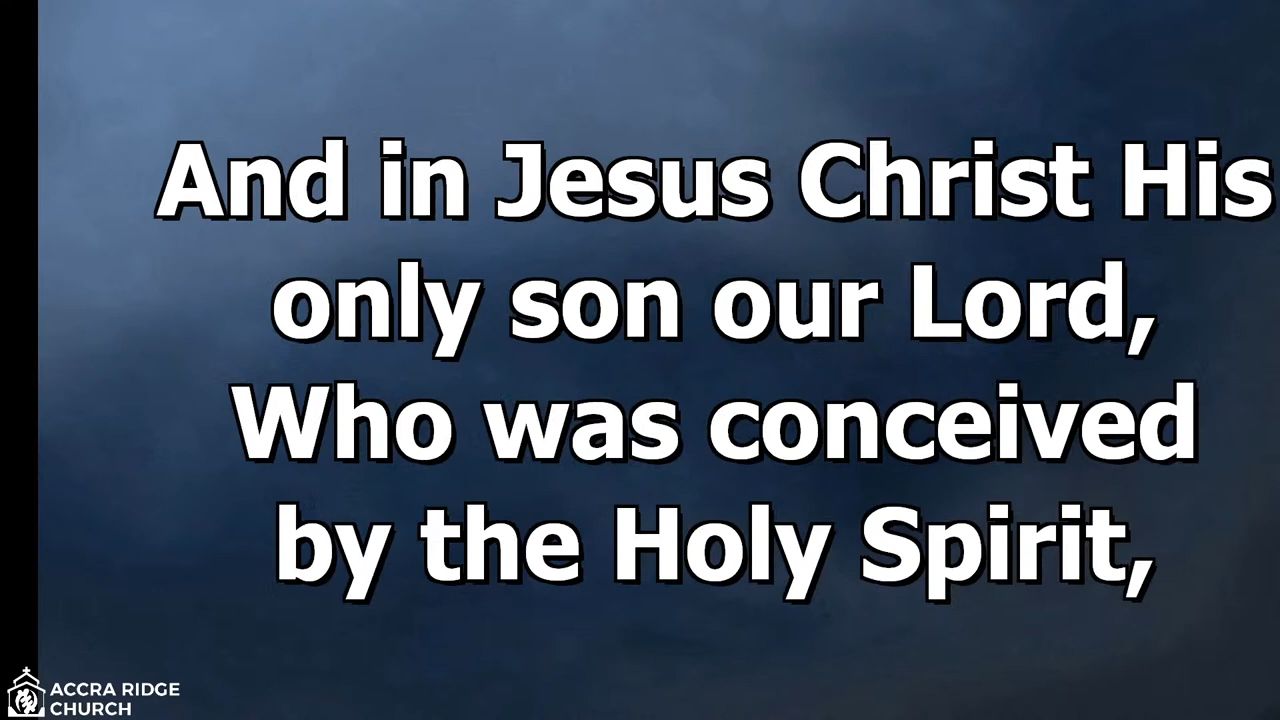 And in Jesus Christ His
only son our Lord,
Who was conceived
by the Holy Spirit,
ACCRA RIDGE
CHURCH